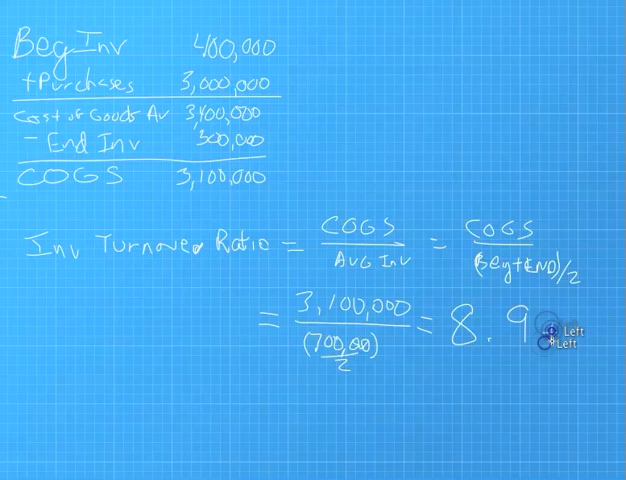 Beg Inv 400,000
+Purchases 3,000,000
Cost of Goods Av 3,400,000
- End Inv 300,000
COGS 3,100,000
Inv Turnover Ratio = COGS / Avg Inv = COGS / (Beg+END)/2
= 3,100,000 / (700,000) / 2 = 8.9
Left
Left